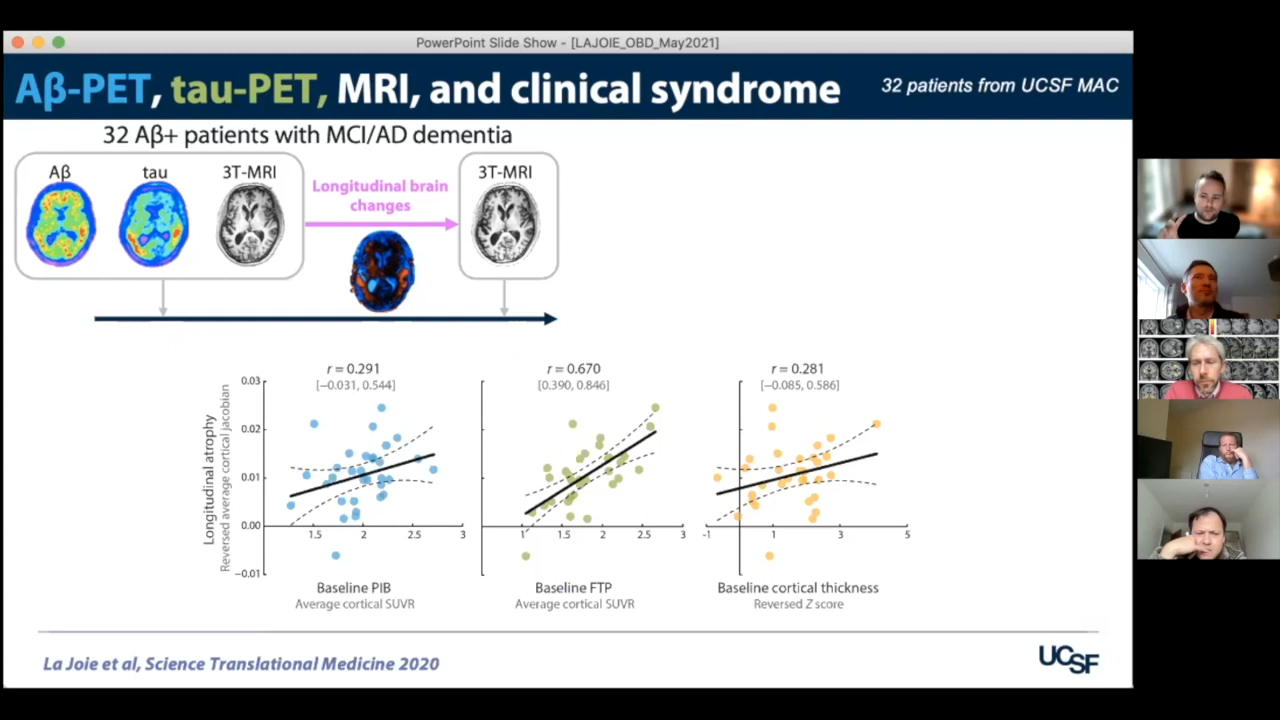 PowerPoint Slide Show - [LAJOIE_OBD_May2021]
Aβ-PET, tau-PET, MRI, and clinical syndrome
32 patients from UCSF MAC
32 Aβ+ patients with MCI/AD dementia
Aβ
tau
3T-MRI
Longitudinal brain
changes
3T-MRI
r = 0.291
[−0.031, 0.544]
r = 0.670
[0.390, 0.846]
r = 0.281
[−0.085, 0.586]
Longitudinal atrophy
Reversed average cortical jacobian
0.03
0.02
0.01
0.00
−0.01
1.5
2
2.5
3
1
1.5
2
2.5
3
-1
1
3
5
Baseline PIB
Average cortical SUVR
Baseline FTP
Average cortical SUVR
Baseline cortical thickness
Reversed Z score
La Joie et al, Science Translational Medicine 2020
UCSF